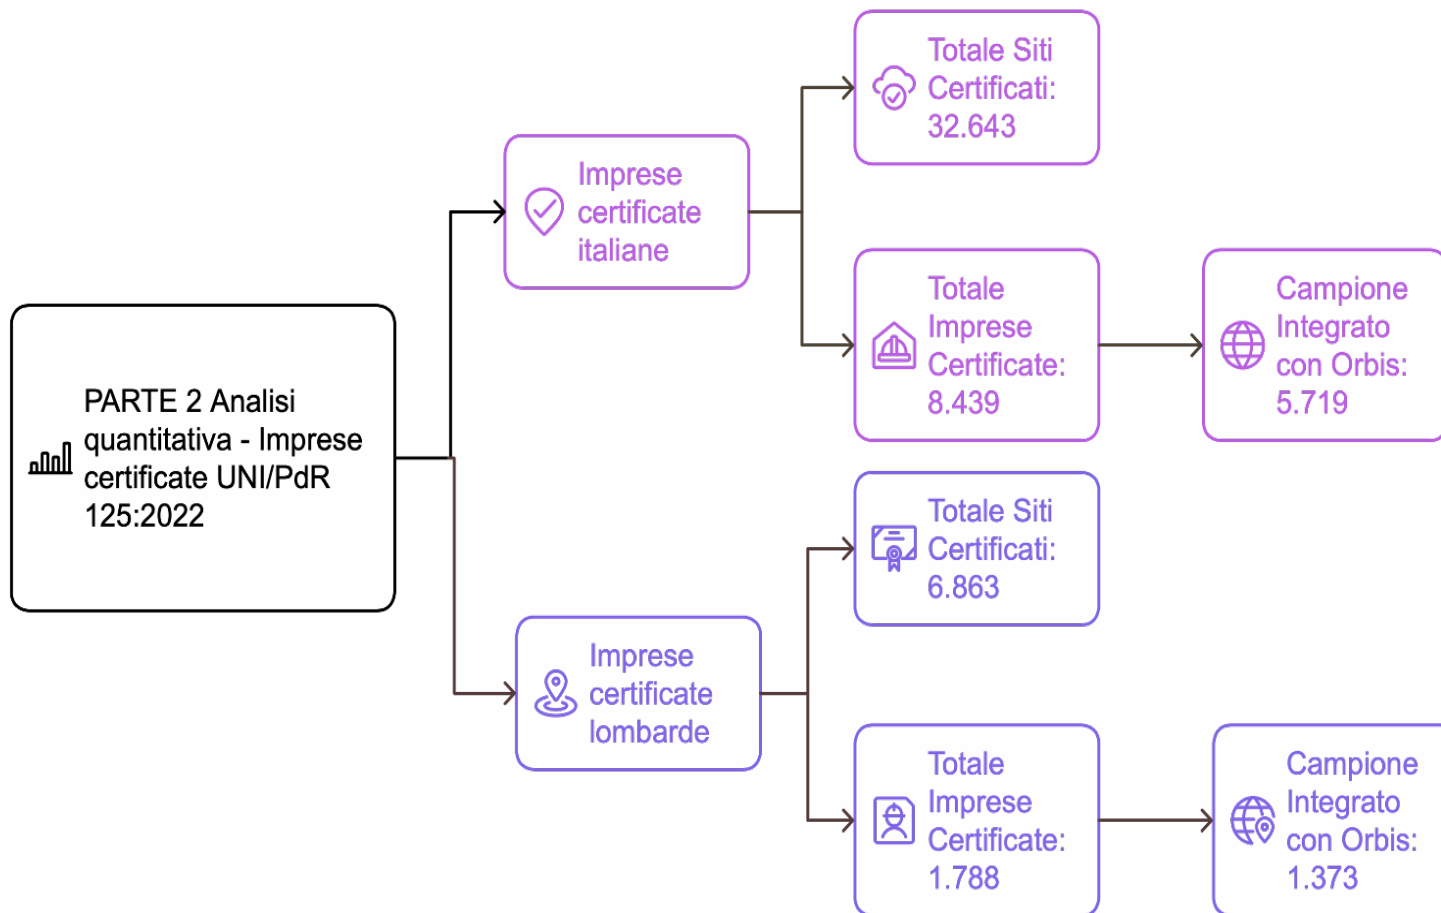 PARTE 2 Analisi
quantitativa - Imprese
certificate UNI/PdR
125:2022
Imprese
certificate
italiane
Totale Siti
Certificati:
32.643
Totale
Imprese
Certificate:
8.439
Campione
Integrato
con Orbis:
5.719
Imprese
certificate
lombarde
Totale Siti
Certificati:
6.863
Totale
Imprese
Certificate:
1.788
Campione
Integrato
con Orbis:
1.373